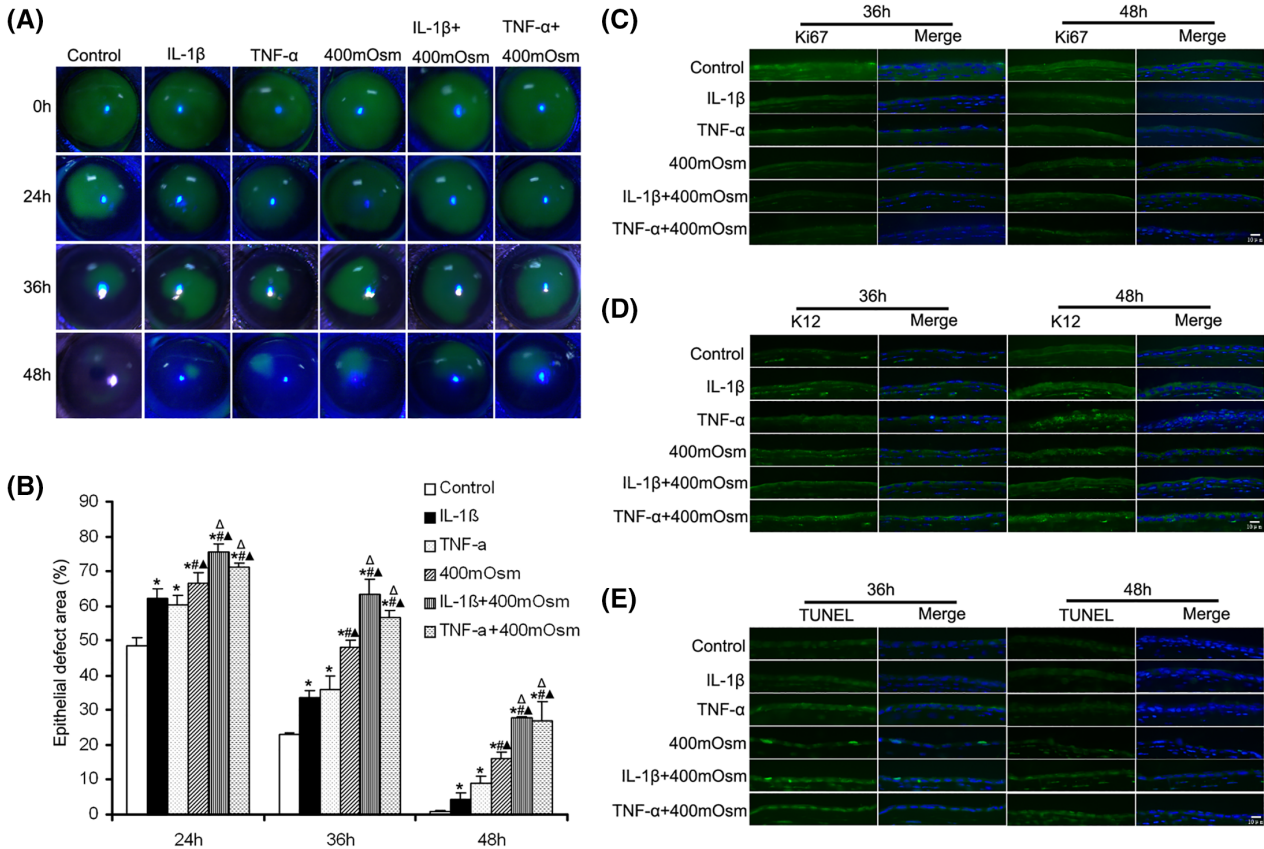 (A)
Control IL-1β TNF-α 400mOsm IL-1β+ 400mOsm TNF-α+ 400mOsm
0h
24h
36h
48h
(B)
Epithelial defect area (%)
90
80
70
60
50
40
30
20
10
0
24h 36h 48h
Control
IL-1ß
TNF-a
400mOsm
IL-1ß+400mOsm
TNF-a+400mOsm
* * *#▲ Δ *#▲ Δ *#▲
* * *#▲ Δ *#▲ Δ *#▲
* * *#▲ Δ *#▲ Δ *#▲
(C)
36h 48h
Ki67 Merge Ki67 Merge
Control
IL-1β
TNF-α
400mOsm
IL-1β+400mOsm
TNF-α+400mOsm
10μm
(D)
36h 48h
K12 Merge K12 Merge
Control
IL-1β
TNF-α
400mOsm
IL-1β+400mOsm
TNF-α+400mOsm
10μm
(E)
36h 48h
TUNEL Merge TUNEL Merge
Control
IL-1β
TNF-α
400mOsm
IL-1β+400mOsm
TNF-α+400mOsm
10μm